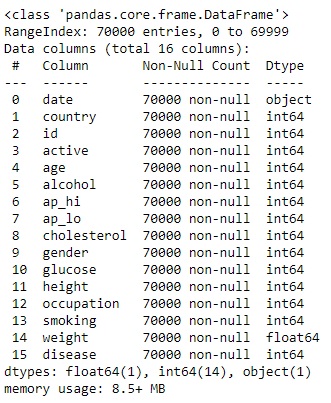 <class 'pandas.core.frame.DataFrame'>
RangeIndex: 70000 entries, 0 to 69999
Data columns (total 16 columns):
 #   Column       Non-Null Count  Dtype
---  ------       --------------  -----
 0   date         70000 non-null  object
 1   country      70000 non-null  int64
 2   id           70000 non-null  int64
 3   active       70000 non-null  int64
 4   age          70000 non-null  int64
 5   alcohol      70000 non-null  int64
 6   ap_hi        70000 non-null  int64
 7   ap_lo        70000 non-null  int64
 8   cholesterol  70000 non-null  int64
 9   gender       70000 non-null  int64
 10  glucose      70000 non-null  int64
 11  height       70000 non-null  int64
 12  occupation   70000 non-null  int64
 13  smoking      70000 non-null  int64
 14  weight       70000 non-null  float64
 15  disease      70000 non-null  int64
dtypes: float64(1), int64(14), object(1)
memory usage: 8.5+ MB